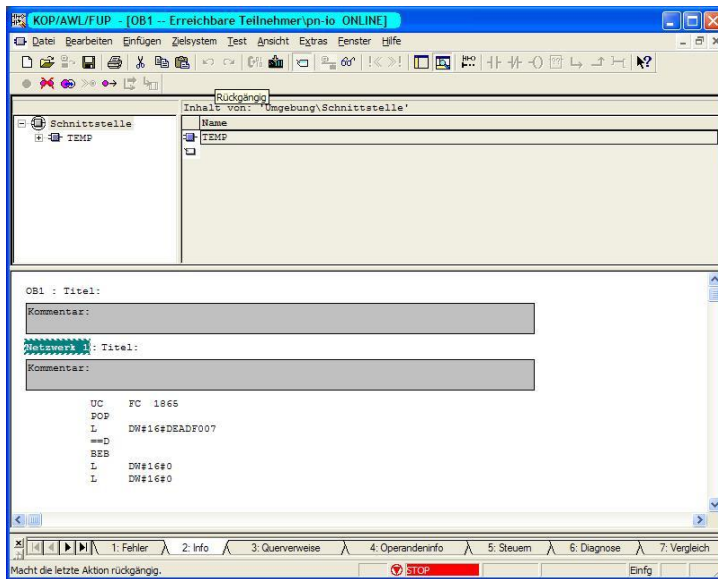 KOP/AWL/FUP - [OB1 -- Erreichbare Teilnehmer\pn-io ONLINE]
Datei Bearbeiten Einfügen Zielsystem Test Ansicht Extras Fenster Hilfe
Rückgängig
Inhalt von: 'Umgebung\Schnittstelle'
Schnittstelle
Name
TEMP
TEMP
OB1 : Titel:
Kommentar:
Netzwerk 1: Titel:
Kommentar:
UC FC 1865
POP
L DW#16#DEADF007
==D
BEB
L DW#16#0
L DW#16#0
1: Fehler 2: Info 3: Querverweise 4: Operandeninfo 5: Steuern 6: Diagnose 7: Vergleich
Macht die letzte Aktion rückgängig. STOP Einfg